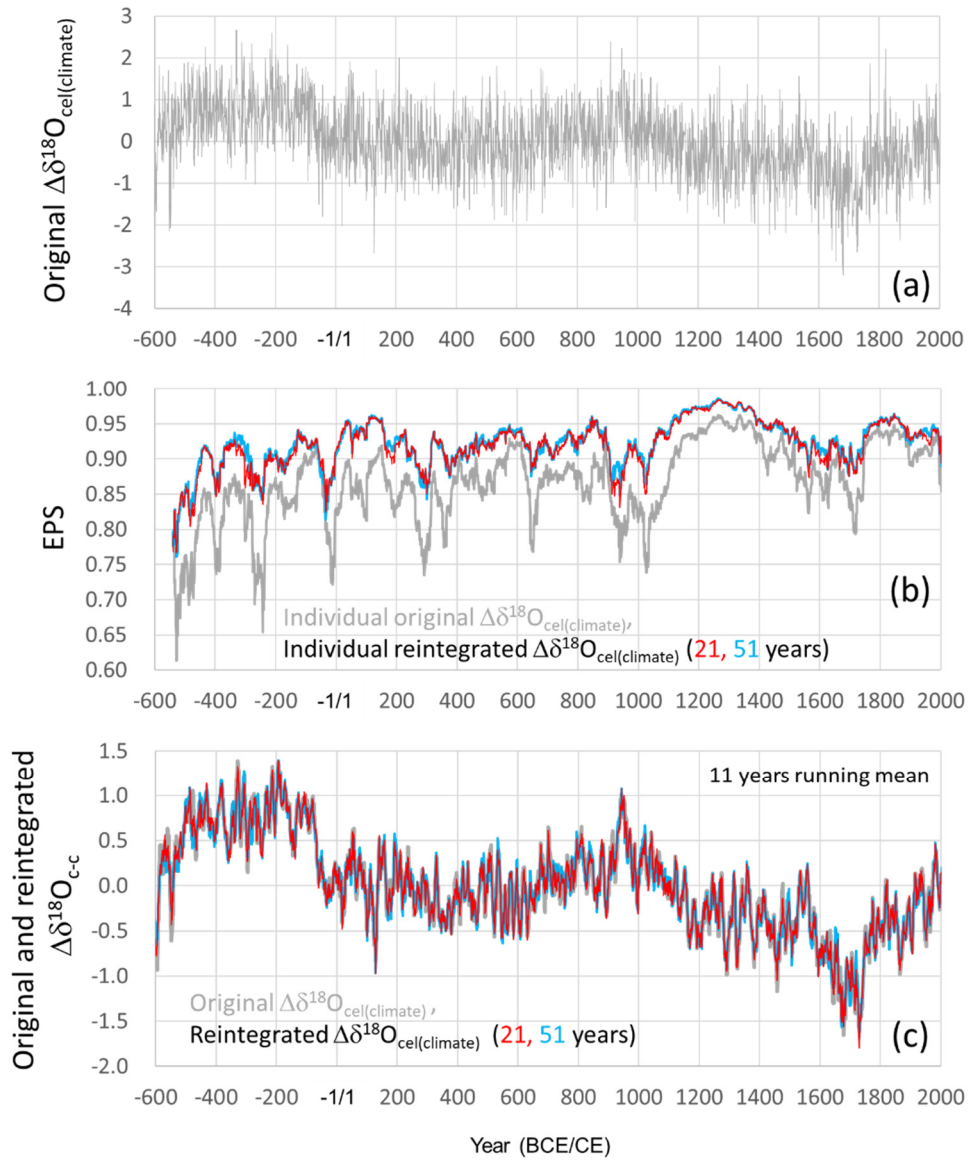 Original Δδ¹⁸Ocel(climate)
3
2
1
0
-1
-2
-3
-4
(a)
-600 -400 -200 -1/1 200 400 600 800 1000 1200 1400 1600 1800 2000
EPS
1.00
0.95
0.90
0.85
0.80
0.75
0.70
0.65
0.60
(b)
Individual original Δδ¹⁸Ocel(climate),
Individual reintegrated Δδ¹⁸Ocel(climate) (21, 51 years)
-600 -400 -200 -1/1 200 400 600 800 1000 1200 1400 1600 1800 2000
Original and reintegrated
Δδ¹⁸Oc-c
1.5
1.0
0.5
0.0
-0.5
-1.0
-1.5
-2.0
11 years running mean
Original Δδ¹⁸Ocel(climate) ,
Reintegrated Δδ¹⁸Ocel(climate) (21, 51 years)
(c)
-600 -400 -200 -1/1 200 400 600 800 1000 1200 1400 1600 1800 2000
Year (BCE/CE)